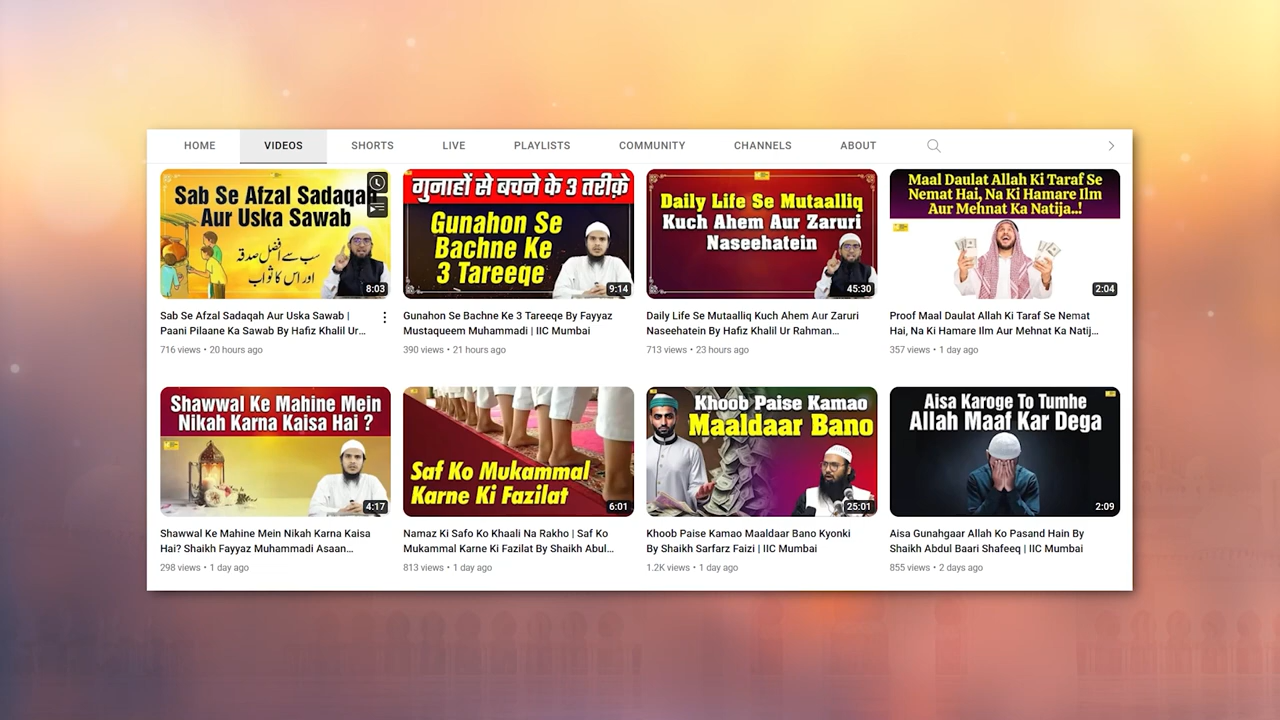 HOME VIDEOS SHORTS LIVE PLAYLISTS COMMUNITY CHANNELS ABOUT
Sab Se Afzal Sadaqah
Aur Uska Sawab
سب سے افضل صدقہ
اور اس کا ثواب
8:03
गुनाहों से बचने के 3 तरीक़े
Gunahon Se
Bachne Ke
3 Tareeqe
9:14
Daily Life Se Mutaalliq
Kuch Ahem Aur Zaruri
Naseehatein
45:30
Maal Daulat Allah Ki Taraf Se
Nemat Hai, Na Ki Hamare Ilm
Aur Mehnat Ka Natija..!
2:04
Sab Se Afzal Sadaqah Aur Uska Sawab |
Paani Pilaane Ka Sawab By Hafiz Khalil Ur...
716 views • 20 hours ago
Gunahon Se Bachne Ke 3 Tareeqe By Fayyaz
Mustaqueem Muhammadi | IIC Mumbai
390 views • 21 hours ago
Daily Life Se Mutaalliq Kuch Ahem Aur Zaruri
Naseehatein By Hafiz Khalil Ur Rahman...
713 views • 23 hours ago
Proof Maal Daulat Allah Ki Taraf Se Nemat
Hai, Na Ki Hamare Ilm Aur Mehnat Ka Natij...
357 views • 1 day ago
Shawwal Ke Mahine Mein
Nikah Karna Kaisa Hai ?
4:17
Saf Ko Mukammal
Karne Ki Fazilat
6:01
Khoob Paise Kamao
Maaldaar Bano
25:01
Aisa Karoge To Tumhe
Allah Maaf Kar Dega
2:09
Shawwal Ke Mahine Mein Nikah Karna Kaisa
Hai? Shaikh Fayyaz Muhammadi Asaan...
298 views • 1 day ago
Namaz Ki Safo Ko Khaali Na Rakho | Saf Ko
Mukammal Karne Ki Fazilat By Shaikh Abul...
813 views • 1 day ago
Khoob Paise Kamao Maaldaar Bano Kyonki
By Shaikh Sarfarz Faizi | IIC Mumbai
1.2K views • 1 day ago
Aisa Gunahgaar Allah Ko Pasand Hain By
Shaikh Abdul Baari Shafeeq | IIC Mumbai
855 views • 2 days ago